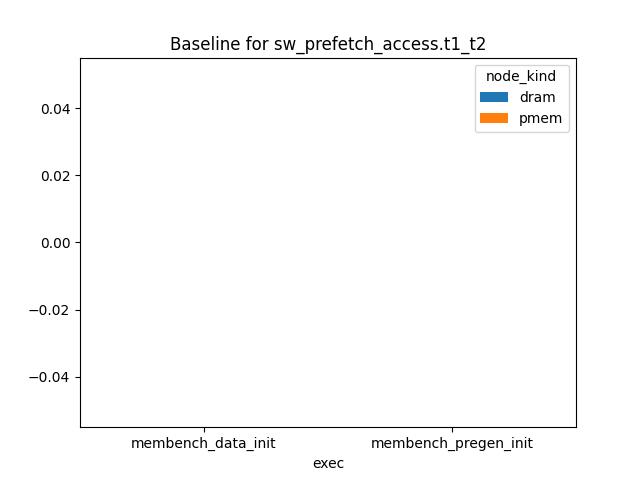 Baseline for sw_prefetch_access.t1_t2
node_kind
dram
pmem
0.04
0.02
0.00
−0.02
−0.04
membench_data_init
membench_pregen_init
exec